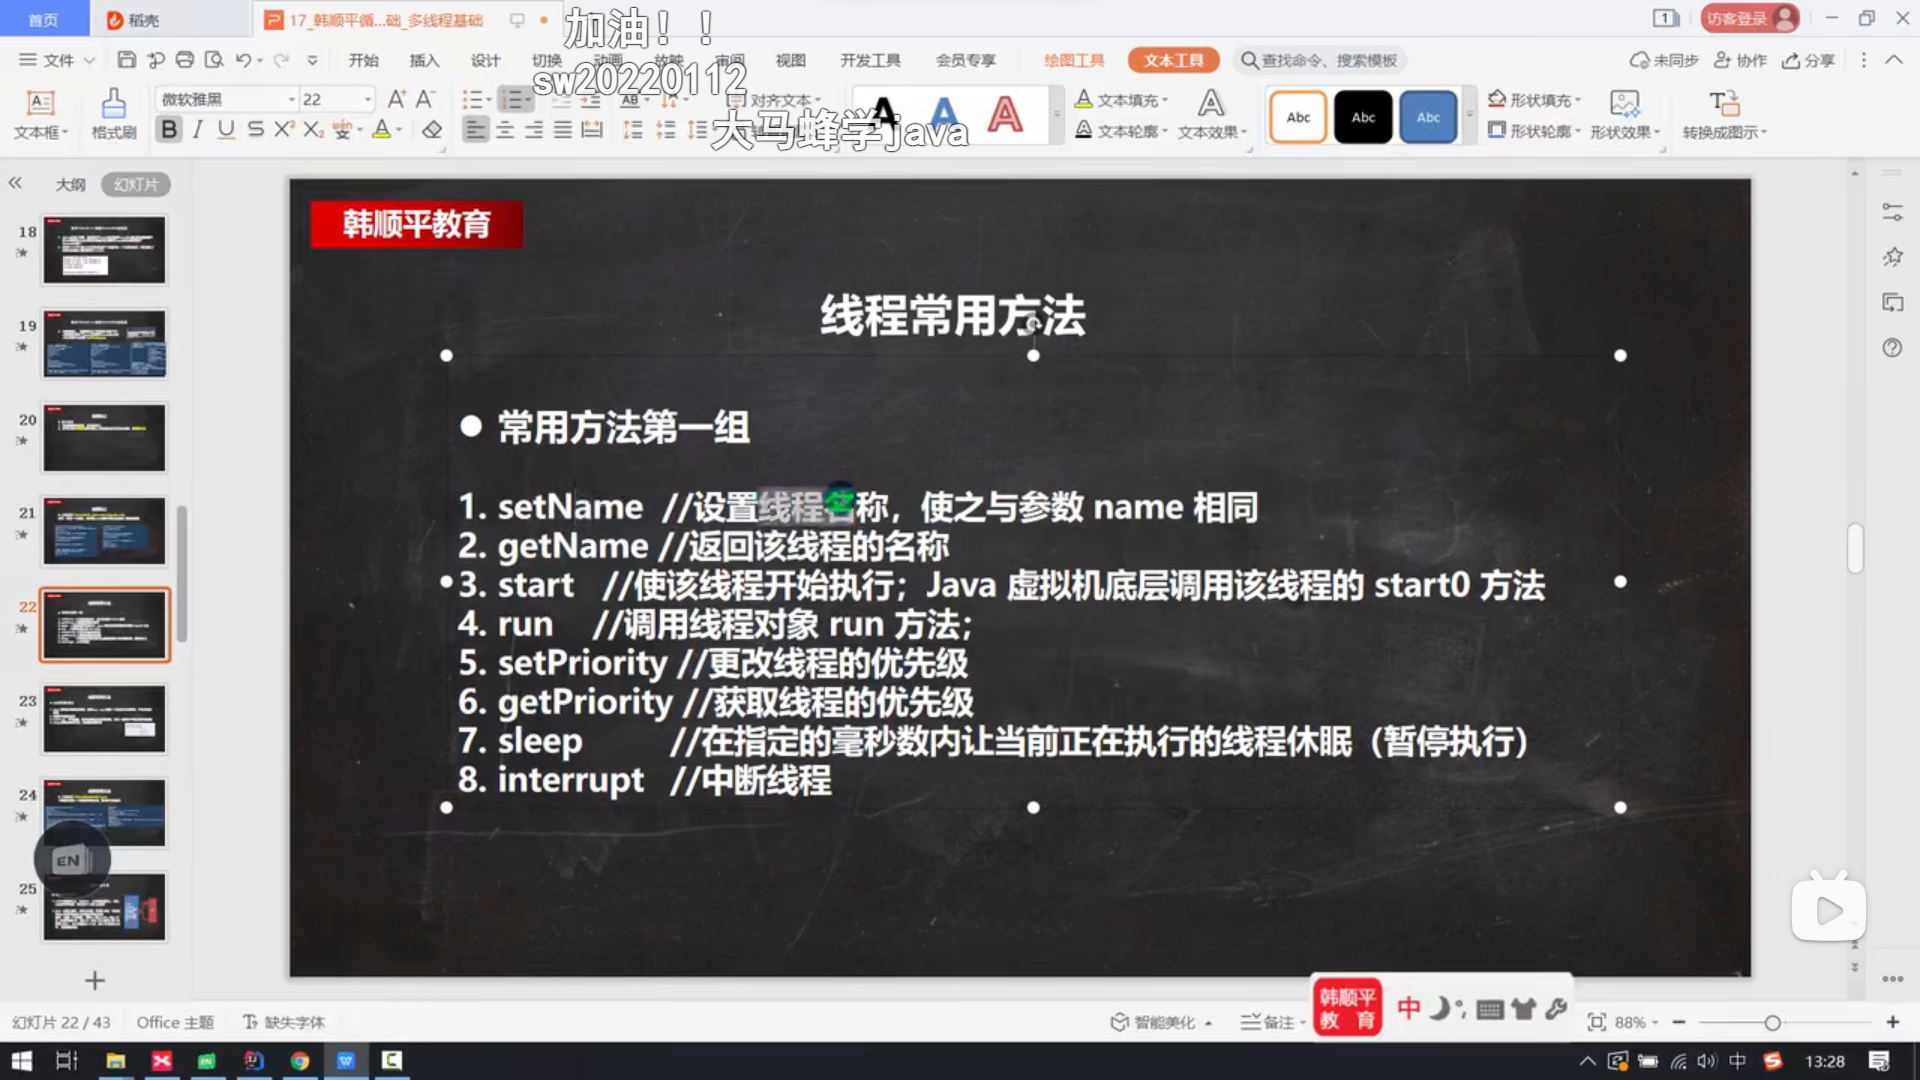 首页
稻壳
17_韩顺平循...础_多线程基础
加油！！
访客登录
文件
开始
插入
设计
切换
动画
放映
审阅
视图
开发工具
会员专享
绘图工具
文本工具
查找命令、搜索模板
未同步
协作
分享
sw20220112
大马蜂学java
文本框
格式刷
微软雅黑
22
对齐文本
文本填充
文本轮廓
文本效果
Abc
Abc
Abc
形状填充
形状轮廓
形状效果
转换成图示
大纲
幻灯片
18
19
20
21
22
23
24
25
EN
韩顺平教育
线程常用方法
● 常用方法第一组
1. setName //设置线程名称，使之与参数 name 相同
2. getName //返回该线程的名称
3. start //使该线程开始执行；Java 虚拟机底层调用该线程的 start0 方法
4. run //调用线程对象 run 方法；
5. setPriority //更改线程的优先级
6. getPriority //获取线程的优先级
7. sleep //在指定的毫秒数内让当前正在执行的线程休眠（暂停执行）
8. interrupt //中断线程
韩顺平
教 育
中
幻灯片 22 / 43
Office 主题
缺失字体
智能美化
备注
88%
中
13:28